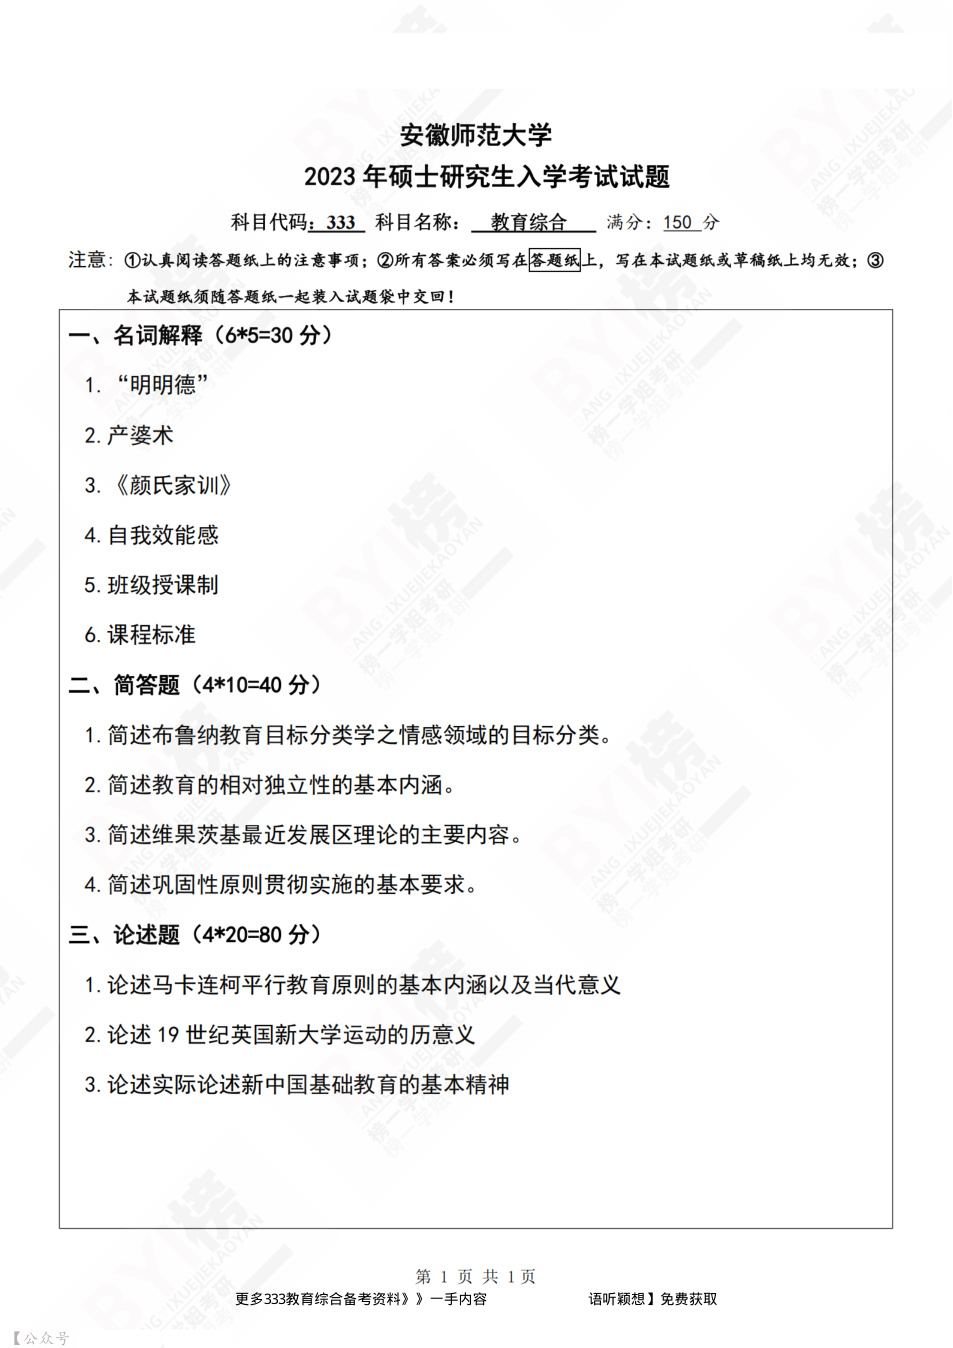 安徽师范大学
2023 年硕士研究生入学考试试题
科目代码：333 科目名称： 教育综合 满分：150 分
注意：①认真阅读答题纸上的注意事项；②所有答案必须写在答题纸上，写在本试题纸或草稿纸上均无效；③
本试题纸须随答题纸一起装入试题袋中交回！
一、名词解释（6*5=30 分）
1. “明明德”
2. 产婆术
3. 《颜氏家训》
4. 自我效能感
5. 班级授课制
6. 课程标准
二、简答题（4*10=40 分）
1. 简述布鲁纳教育目标分类学之情感领域的目标分类。
2. 简述教育的相对独立性的基本内涵。
3. 简述维果茨基最近发展区理论的主要内容。
4. 简述巩固性原则贯彻实施的基本要求。
三、论述题（4*20=80 分）
1. 论述马卡连柯平行教育原则的基本内涵以及当代意义
2. 论述 19 世纪英国新大学运动的历意义
3. 论述实际论述新中国基础教育的基本精神
第 1 页 共 1 页
更多333教育综合备考资料》》一手内容 语听颖想】免费获取
【公众号